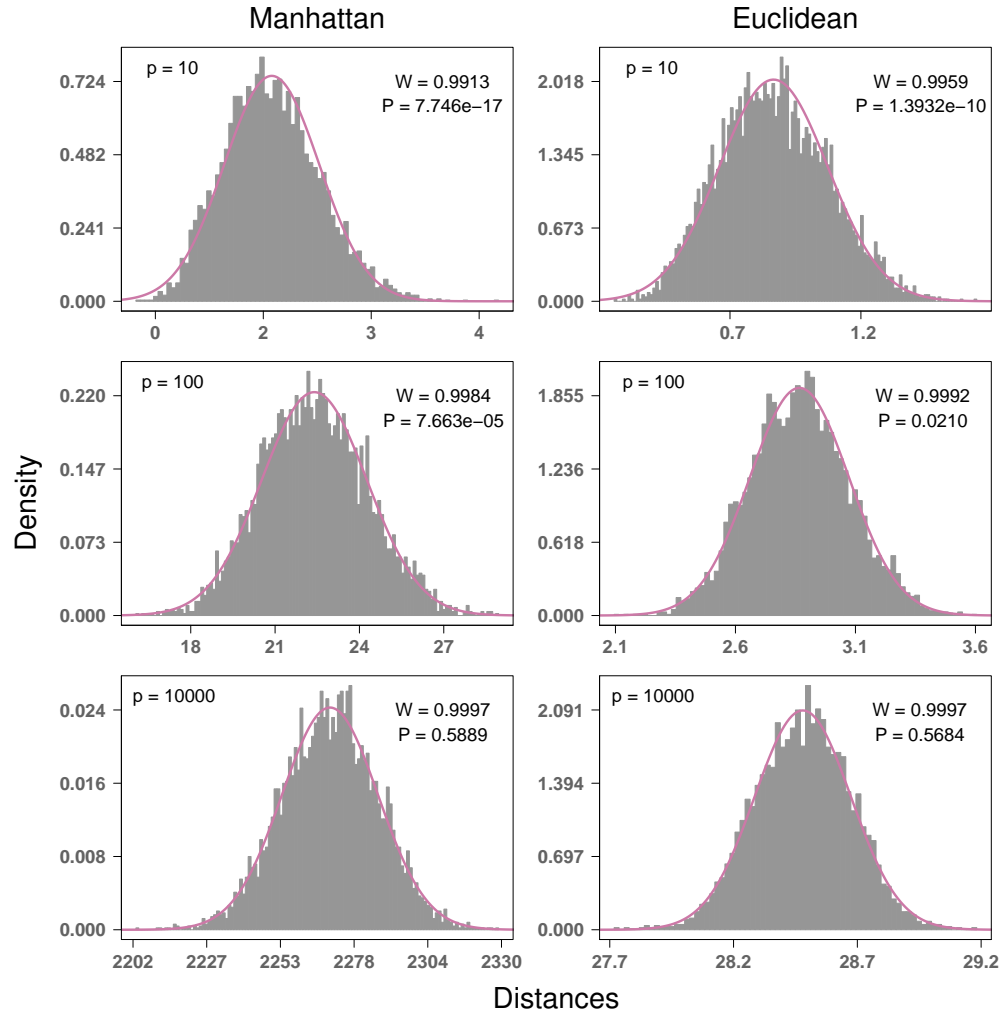 Manhattan
Euclidean
p = 10
W = 0.9913
P = 7.746e−17
0.724
0.482
0.241
0.000
0
2
3
4
p = 10
W = 0.9959
P = 1.3932e−10
2.018
1.345
0.673
0.000
0.7
1.2
p = 100
W = 0.9984
P = 7.663e−05
0.220
0.147
0.073
0.000
18
21
24
27
p = 100
W = 0.9992
P = 0.0210
1.855
1.236
0.618
0.000
2.1
2.6
3.1
3.6
p = 10000
W = 0.9997
P = 0.5889
0.024
0.016
0.008
0.000
2202
2227
2253
2278
2304
2330
p = 10000
W = 0.9997
P = 0.5684
2.091
1.394
0.697
0.000
27.7
28.2
28.7
29.2
Density
Distances